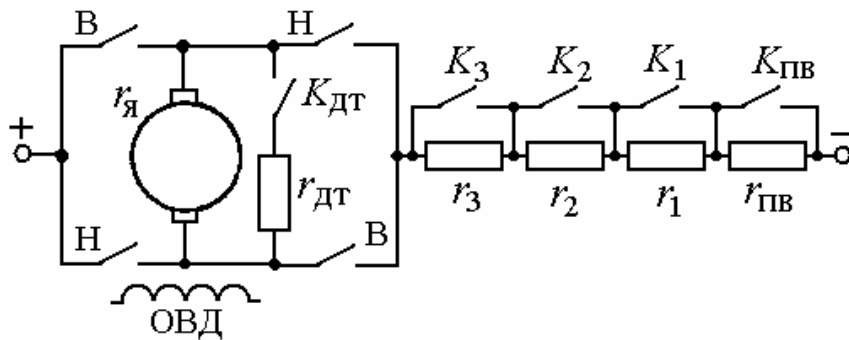 В
Н
K3
K2
K1
KПВ
rЯ
KДТ
+
−
rДТ
r3
r2
r1
rПВ
Н
В
ОВД